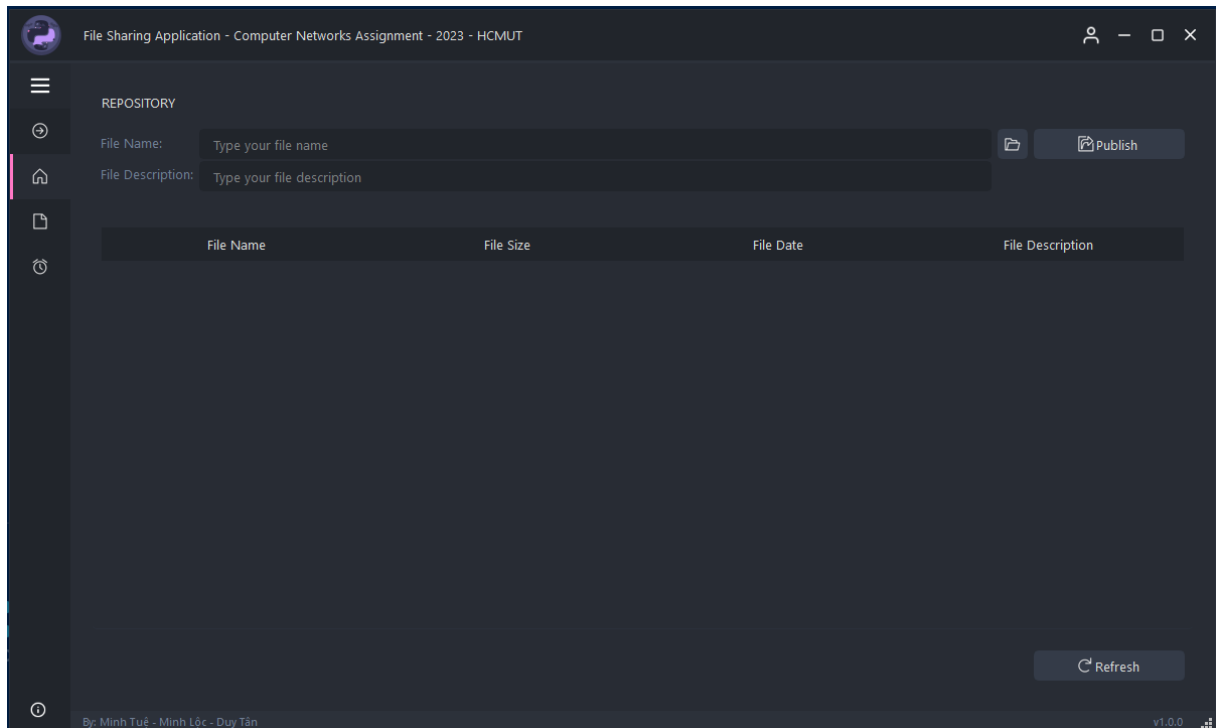 File Sharing Application - Computer Networks Assignment - 2023 - HCMUT
REPOSITORY
File Name: Type your file name Publish
File Description: Type your file description
File Name File Size File Date File Description
Refresh
By: Minh Tuệ - Minh Lộc - Duy Tân v1.0.0